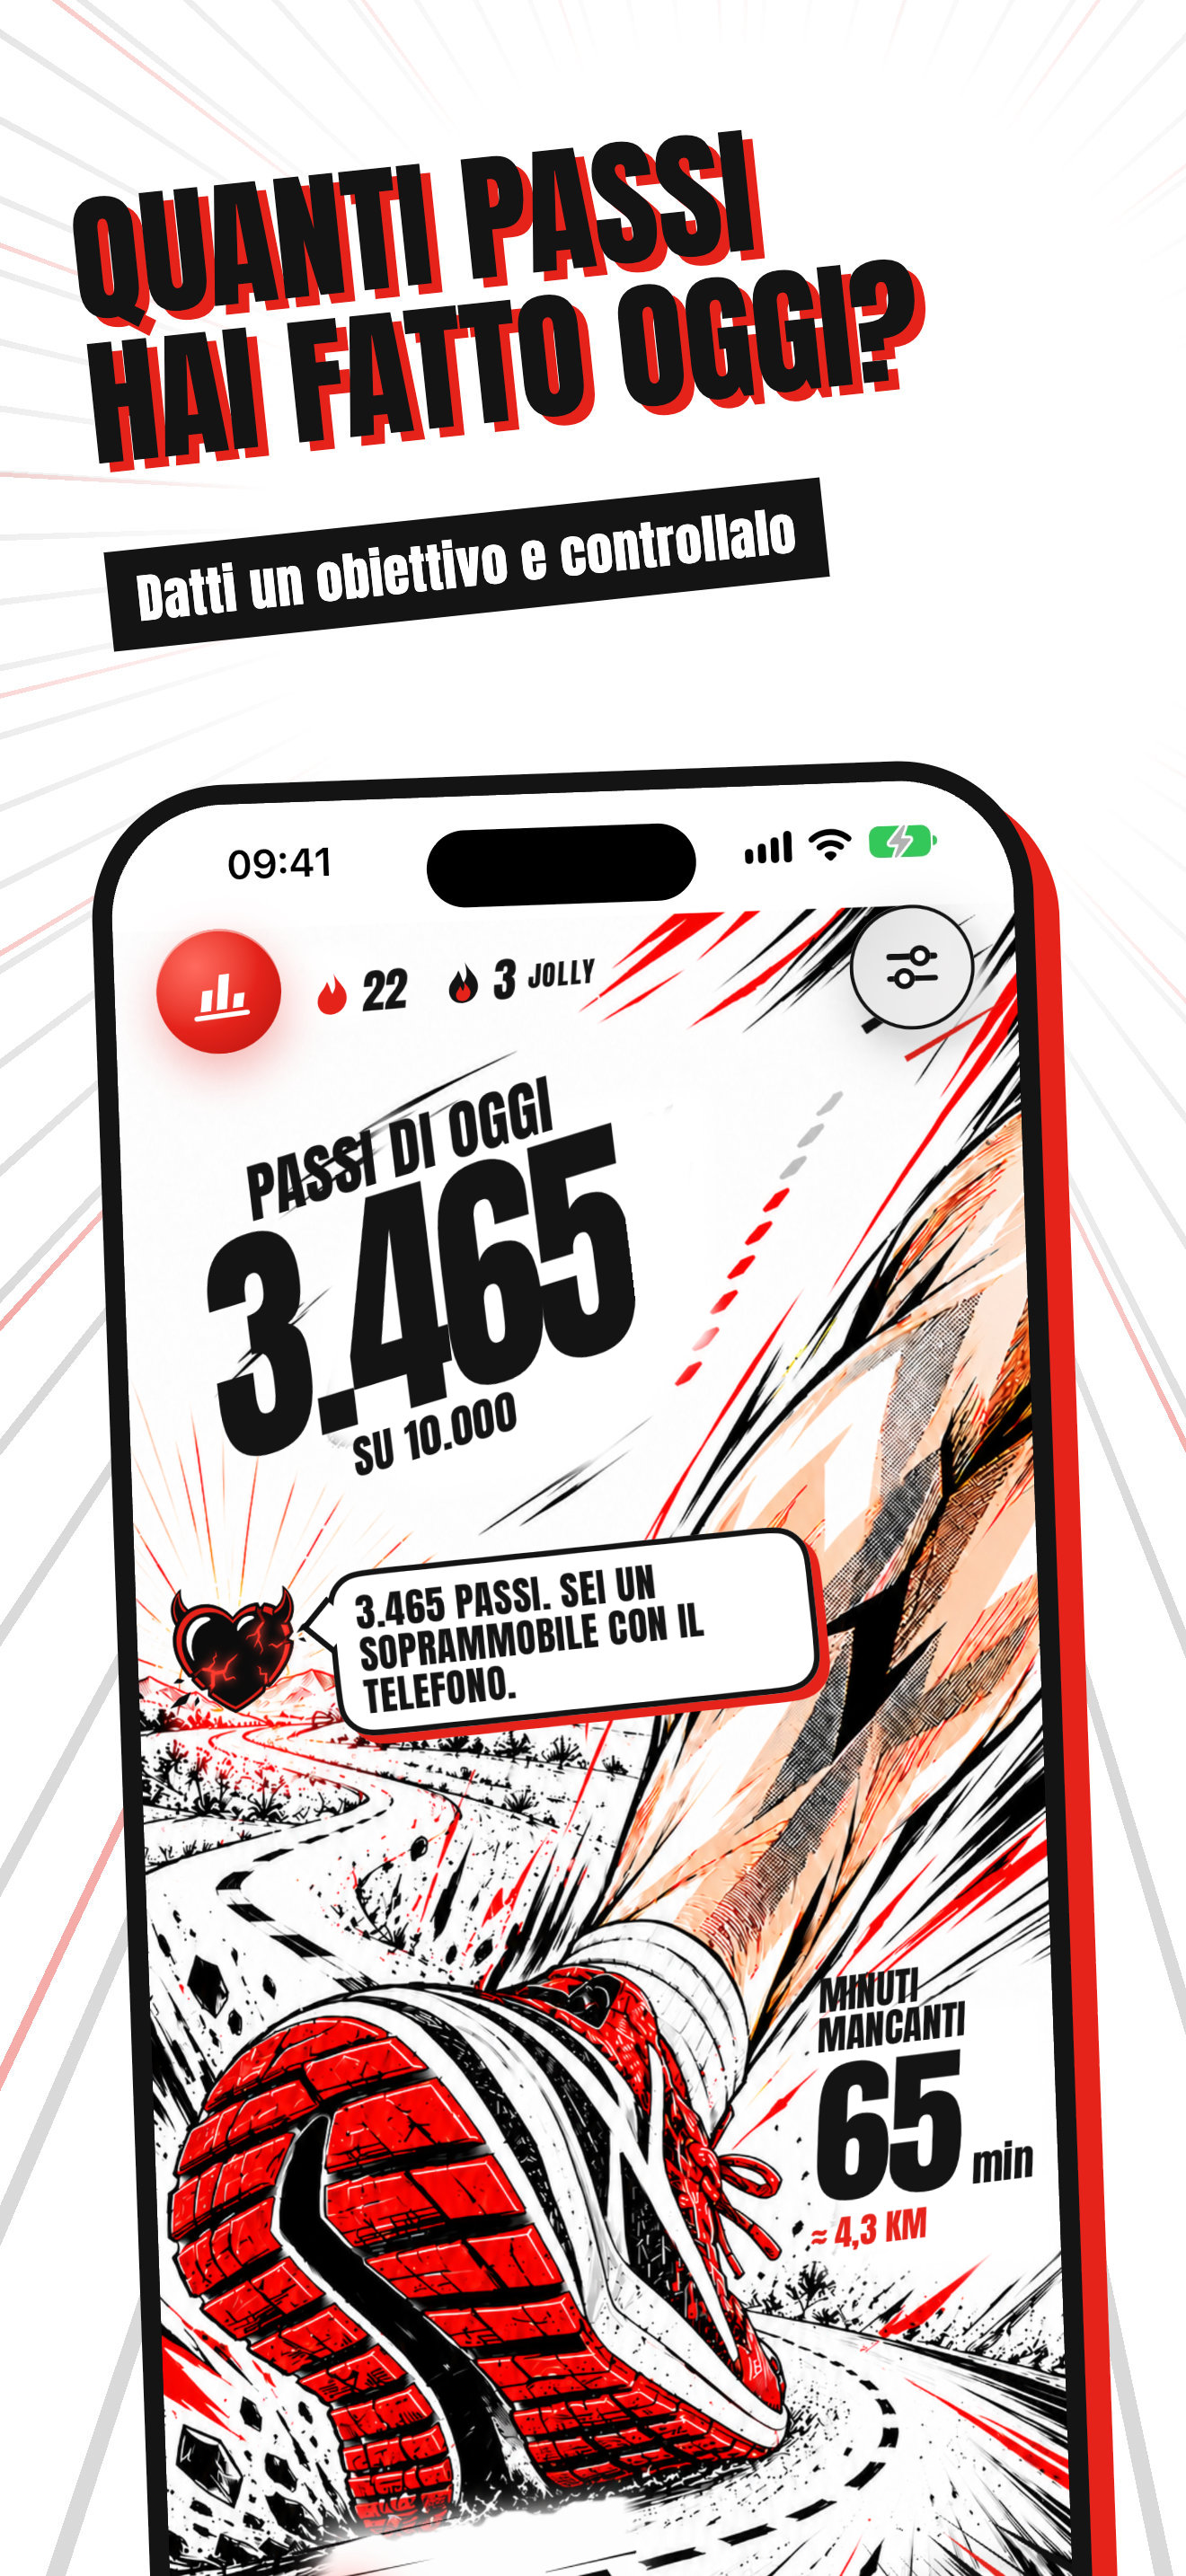 QUANTI PASSI
HAI FATTO OGGI?
Datti un obiettivo e controllalo
09:41
22
3 JOLLY
PASSI DI OGGI
3.465
SU 10.000
3.465 PASSI. SEI UN
SOPRAMMOBILE CON IL
TELEFONO.
MINUTI
MANCANTI
65 min
≈ 4,3 KM